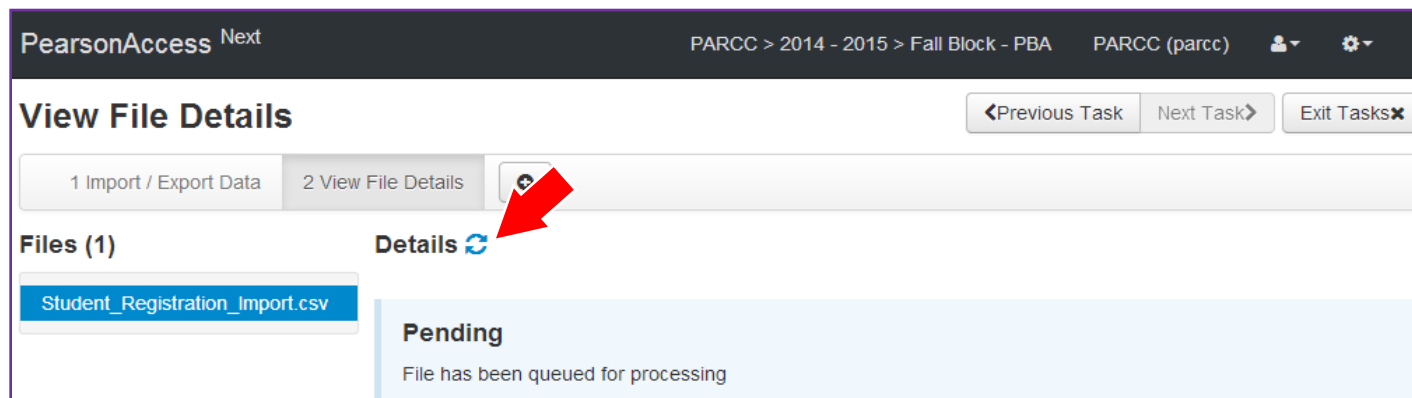 PearsonAccess Next PARCC > 2014 - 2015 > Fall Block - PBA PARCC (parcc)
View File Details Previous Task Next Task Exit Tasks
1 Import / Export Data 2 View File Details
Files (1) Details
Student_Registration_Import.csv
Pending
File has been queued for processing